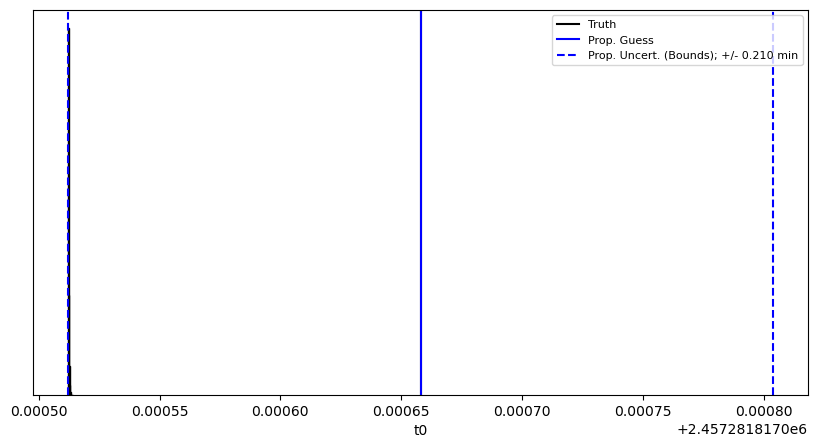 Truth
Prop. Guess
Prop. Uncert. (Bounds); +/- 0.210 min
0.00050 0.00055 0.00060 0.00065 0.00070 0.00075 0.00080
t0
+2.4572818170e6